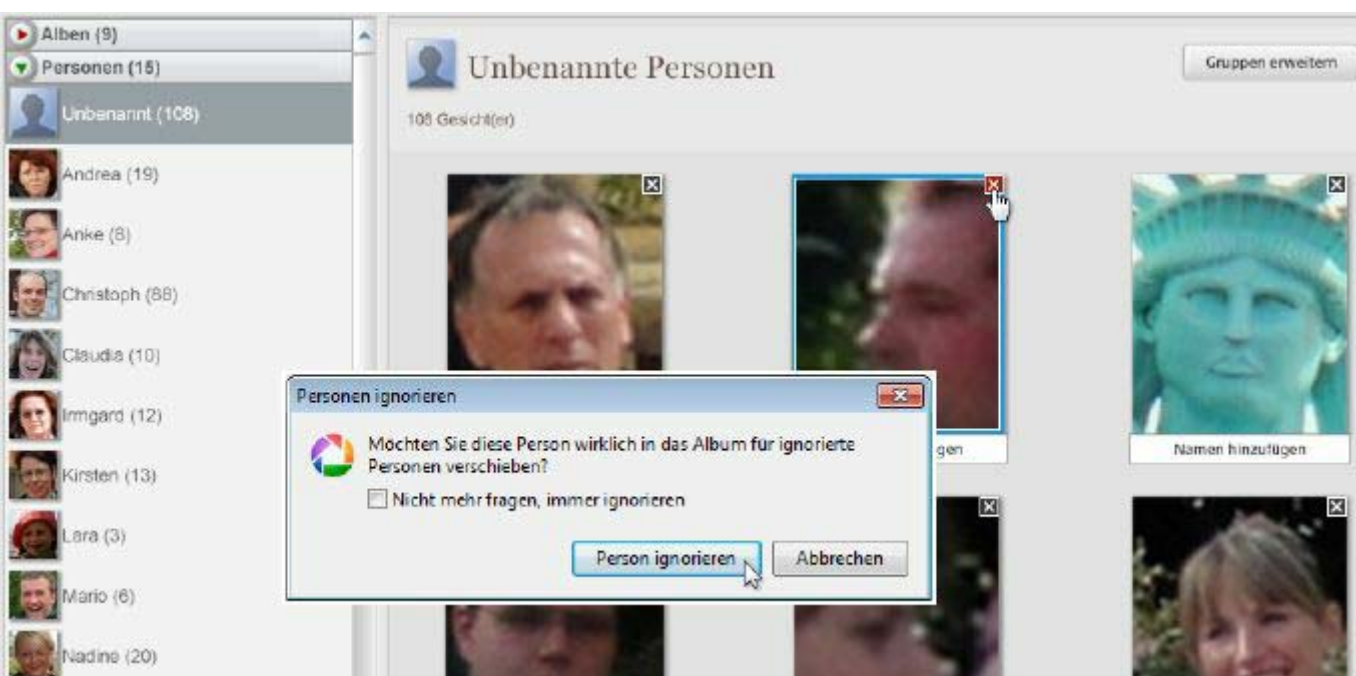 Alben (9)
Personen (15)
Unbenannt (108)
Andrea (19)
Anke (8)
Christoph (88)
Claudia (10)
Irmgard (12)
Kirsten (13)
Lara (3)
Mario (6)
Nadine (20)
Unbenannte Personen
Gruppen erweitern
108 Gesicht(er)
gen
Namen hinzufügen
Personen ignorieren
Möchten Sie diese Person wirklich in das Album für ignorierte
Personen verschieben?
Nicht mehr fragen, immer ignorieren
Person ignorieren
Abbrechen